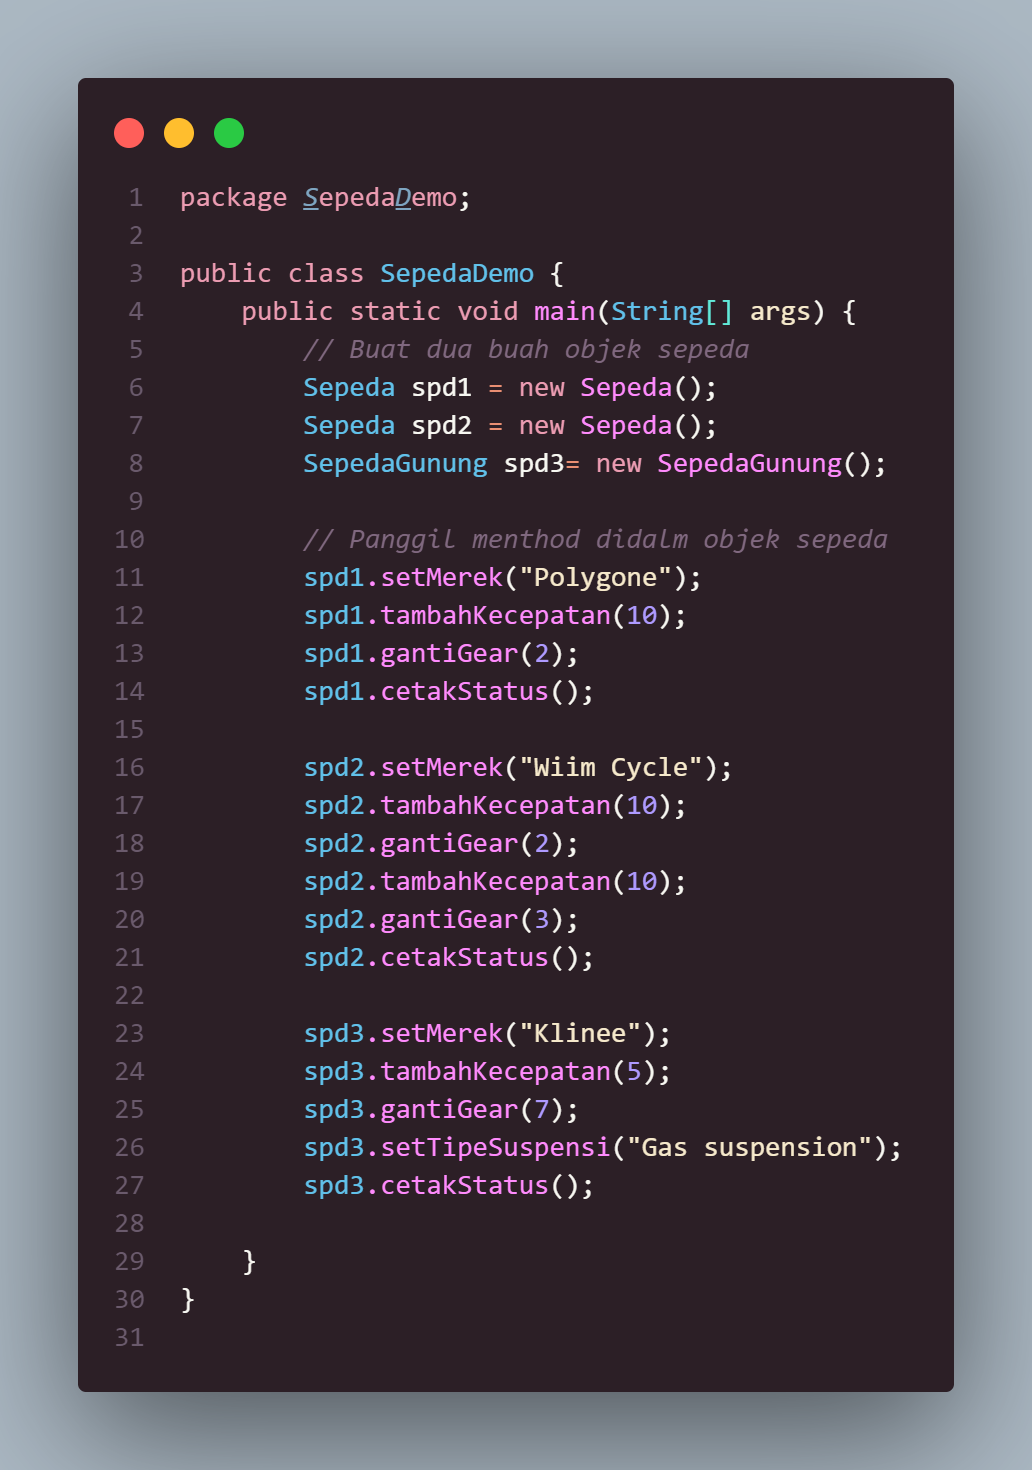 1 package SepedaDemo;
2
3 public class SepedaDemo {
4     public static void main(String[] args) {
5         // Buat dua buah objek sepeda
6         Sepeda spd1 = new Sepeda();
7         Sepeda spd2 = new Sepeda();
8         SepedaGunung spd3= new SepedaGunung();
9
10         // Panggil menthod didalm objek sepeda
11         spd1.setMerek("Polygone");
12         spd1.tambahKecepatan(10);
13         spd1.gantiGear(2);
14         spd1.cetakStatus();
15
16         spd2.setMerek("Wiim Cycle");
17         spd2.tambahKecepatan(10);
18         spd2.gantiGear(2);
19         spd2.tambahKecepatan(10);
20         spd2.gantiGear(3);
21         spd2.cetakStatus();
22
23         spd3.setMerek("Klinee");
24         spd3.tambahKecepatan(5);
25         spd3.gantiGear(7);
26         spd3.setTipeSuspensi("Gas suspension");
27         spd3.cetakStatus();
28
29     }
30 }
31